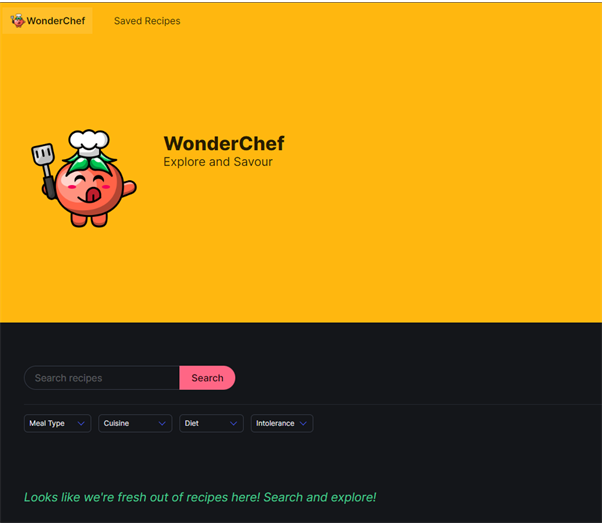 WonderChef
Saved Recipes
WonderChef
Explore and Savour
Search recipes
Search
Meal Type
Cuisine
Diet
Intolerance
Looks like we're fresh out of recipes here! Search and explore!